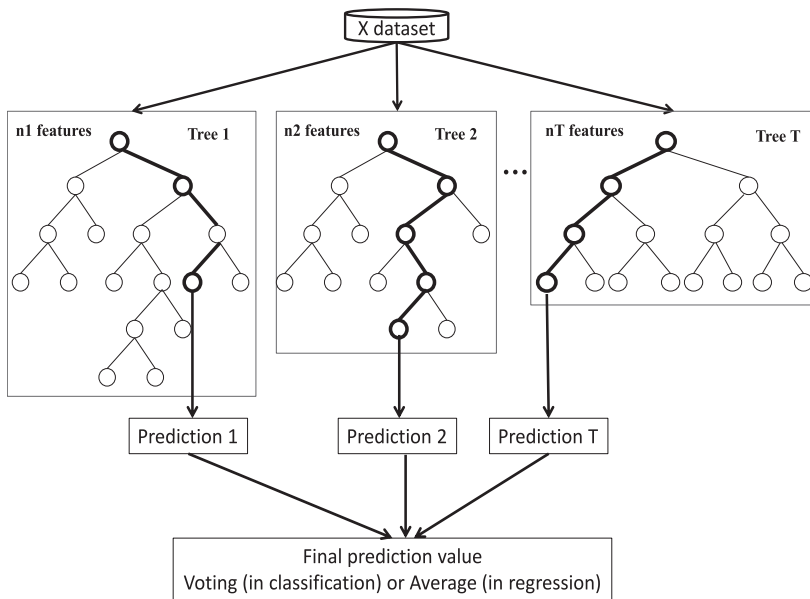 X dataset
n1 features
Tree 1
n2 features
Tree 2
...
nT features
Tree T
Prediction 1
Prediction 2
Prediction T
Final prediction value
Voting (in classification) or Average (in regression)